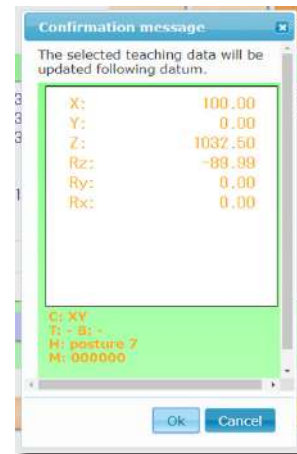 Confirmation message
The selected teaching data will be
updated following datum.
X: 100.00
Y: 0.00
Z: 1032.50
Rz: -89.99
Ry: 0.00
Rx: 0.00
C: XY
T: - B: -
H: posture 7
M: 000000
Ok Cancel